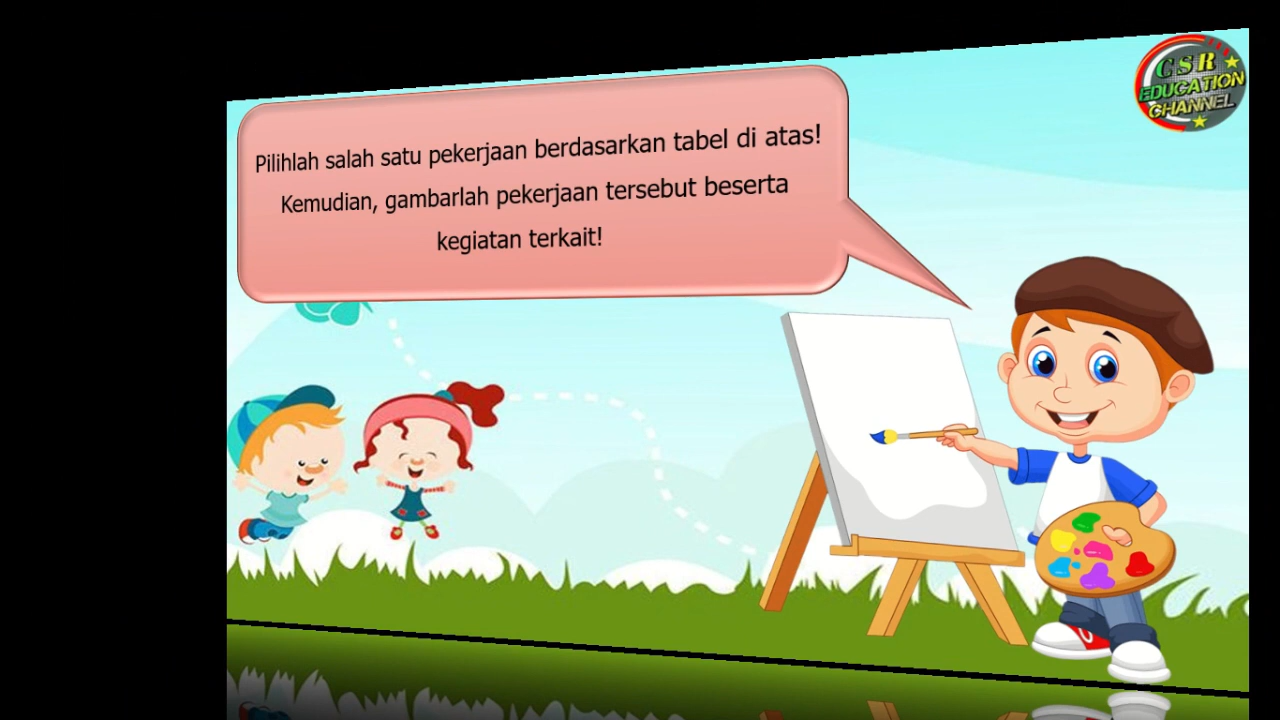 Pilihlah salah satu pekerjaan berdasarkan tabel di atas!
Kemudian, gambarlah pekerjaan tersebut beserta
kegiatan terkait!
GSR
EDUCATION
CHANNEL